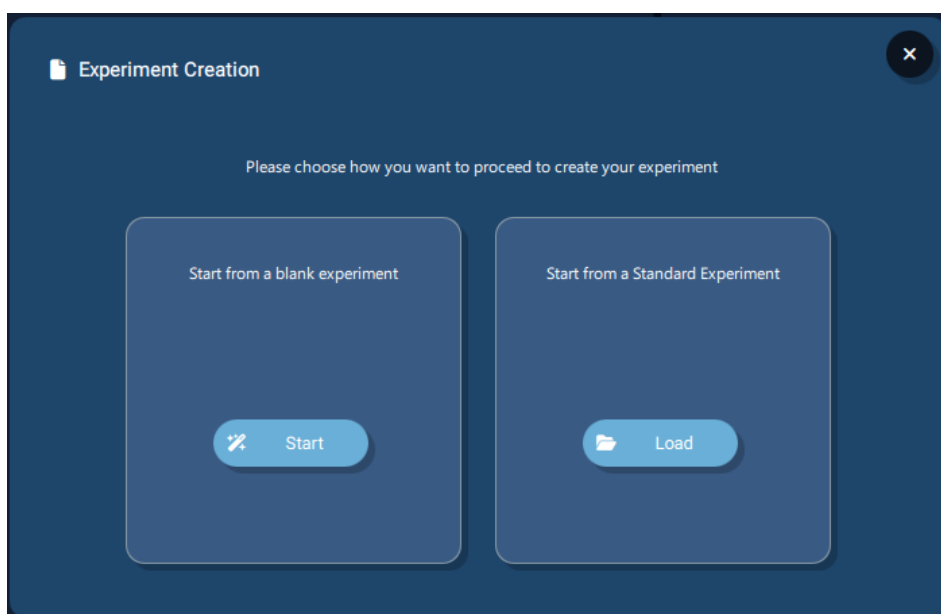 Experiment Creation
Please choose how you want to proceed to create your experiment
Start from a blank experiment
Start
Start from a Standard Experiment
Load